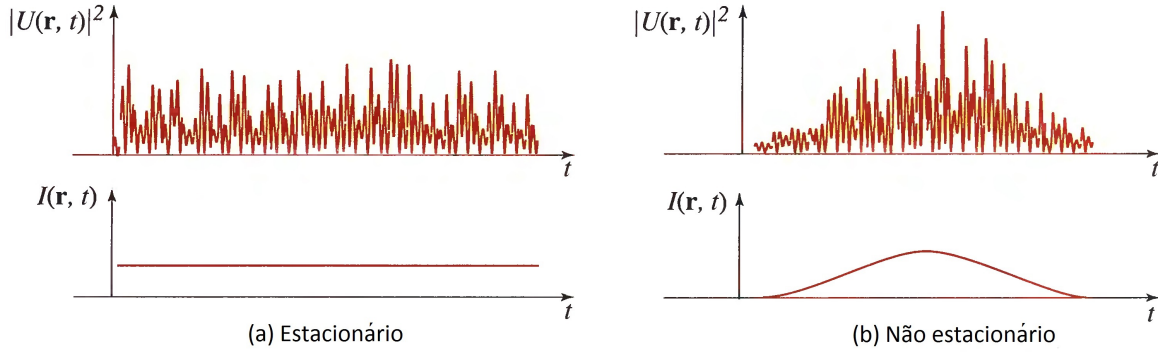 |U(r, t)|²
t
|U(r, t)|²
t
I(r, t)
t
I(r, t)
t
(a) Estacionário
(b) Não estacionário